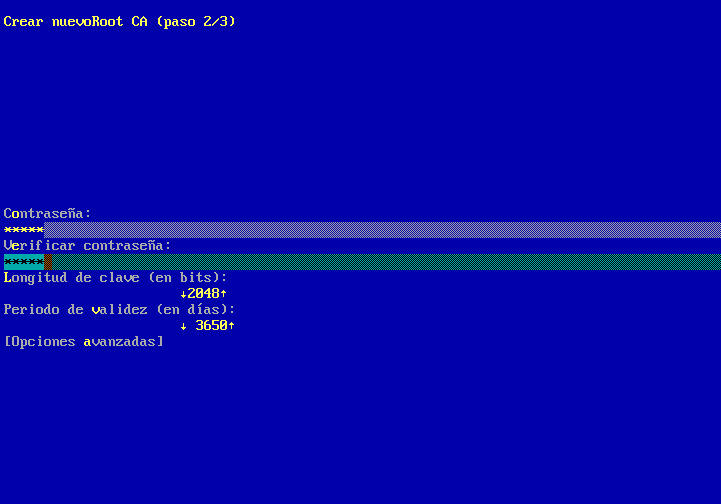 Crear nuevoRoot CA (paso 2/3)
Contraseña:
*****
Verificar contraseña:
*****
Longitud de clave (en bits):
↓2048↑
Periodo de validez (en días):
↓ 3650↑
[Opciones avanzadas]